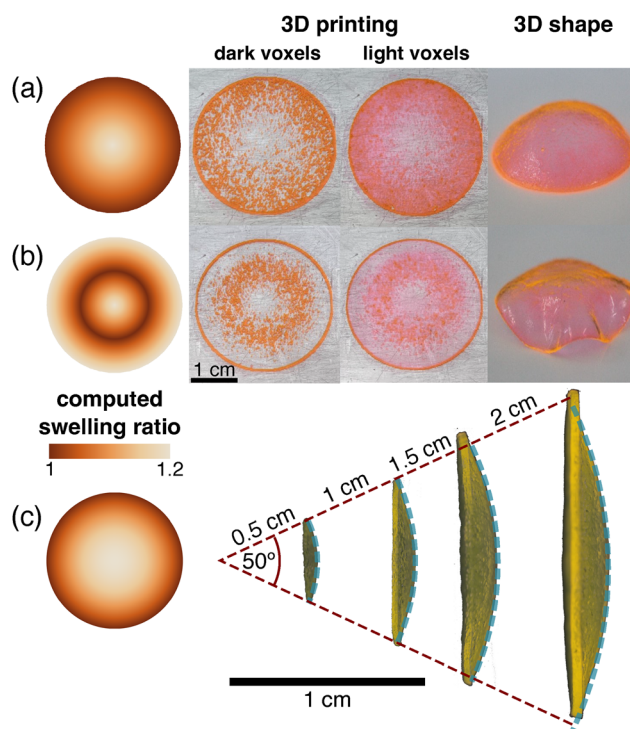 3D printing
3D shape
dark voxels
light voxels
(a)
(b)
1 cm
computed
swelling ratio
1
1.2
(c)
0.5 cm
1 cm
1.5 cm
2 cm
50º
1 cm